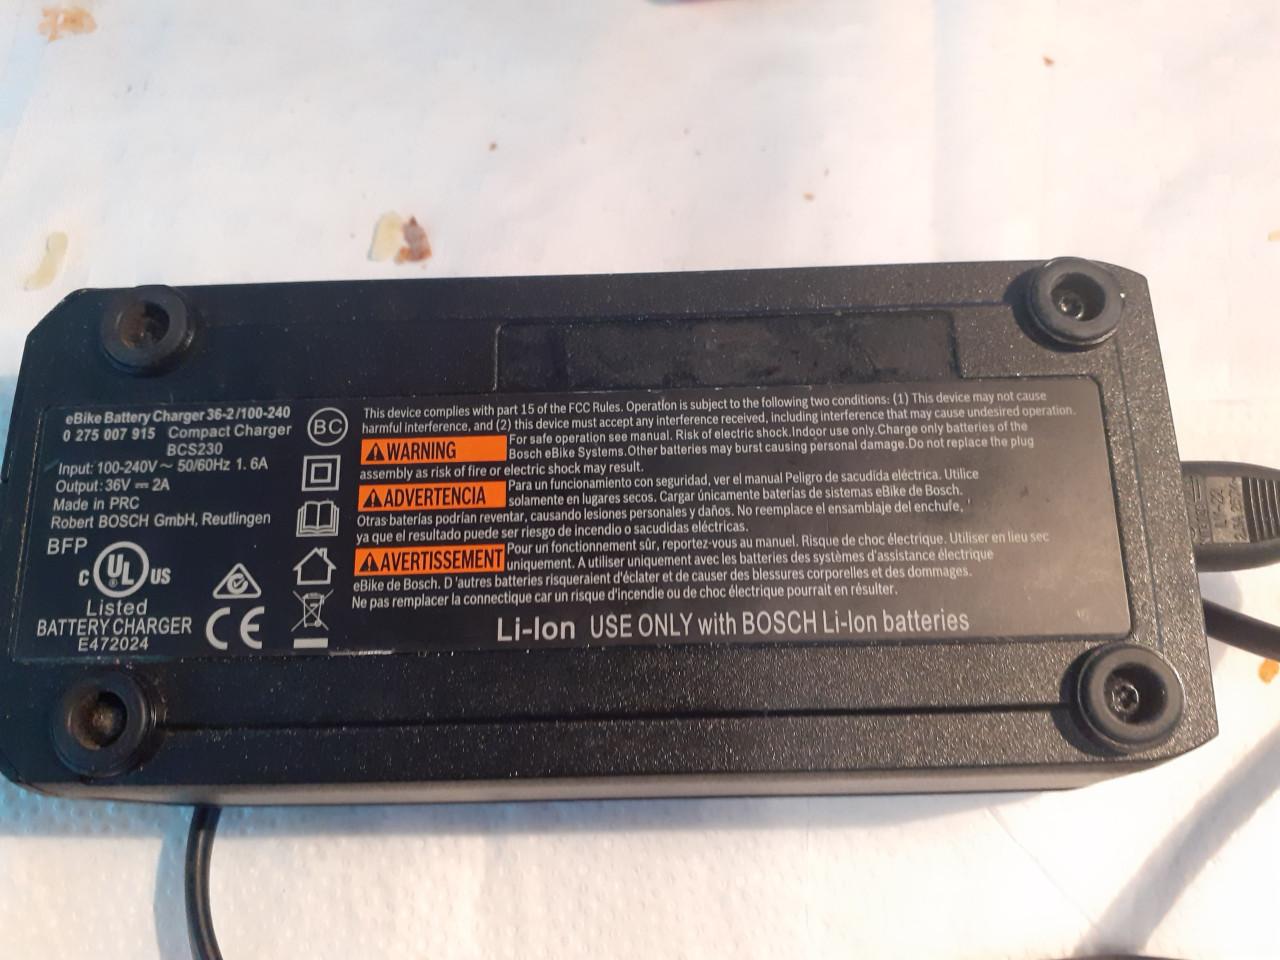 eBike Battery Charger 36-2/100-240
0 275 007 915 Compact Charger
BCS230
Input: 100-240V ~ 50/60Hz 1.6A
Output: 36V ⎓ 2A
Made in PRC
Robert BOSCH GmbH, Reutlingen
BFP
C UL US
®
Listed
BATTERY CHARGER
E472024
CE
BC
This device complies with part 15 of the FCC Rules. Operation is subject to the following two conditions: (1) This device may not cause
harmful interference, and (2) this device must accept any interference received, including interference that may cause undesired operation.
WARNING For safe operation see manual. Risk of electric shock. Indoor use only. Charge only batteries of the
Bosch eBike Systems. Other batteries may burst causing personal damage. Do not replace the plug
assembly as risk of fire or electric shock may result.
ADVERTENCIA Para un funcionamiento con seguridad, ver el manual Peligro de sacudida eléctrica. Utilice
solamente en lugares secos. Cargar únicamente baterías de sistemas eBike de Bosch.
Otras baterías podrían reventar, causando lesiones personales y daños. No reemplace el ensamblaje del enchufe,
ya que el resultado puede ser riesgo de incendio o sacudidas eléctricas.
AVERTISSEMENT Pour un fonctionnement sûr, reportez-vous au manual. Risque de choc électrique. Utiliser en lieu sec
uniquement. A utiliser uniquement avec les batteries des systèmes d'assistance électrique
eBike de Bosch. D 'autres batteries risqueraient d'éclater et de causer des blessures corporelles et des dommages.
Ne pas remplacer la connectique car un risque d'incendie ou de choc électrique pourrait en résulter.
Li-Ion USE ONLY with BOSCH Li-Ion batteries